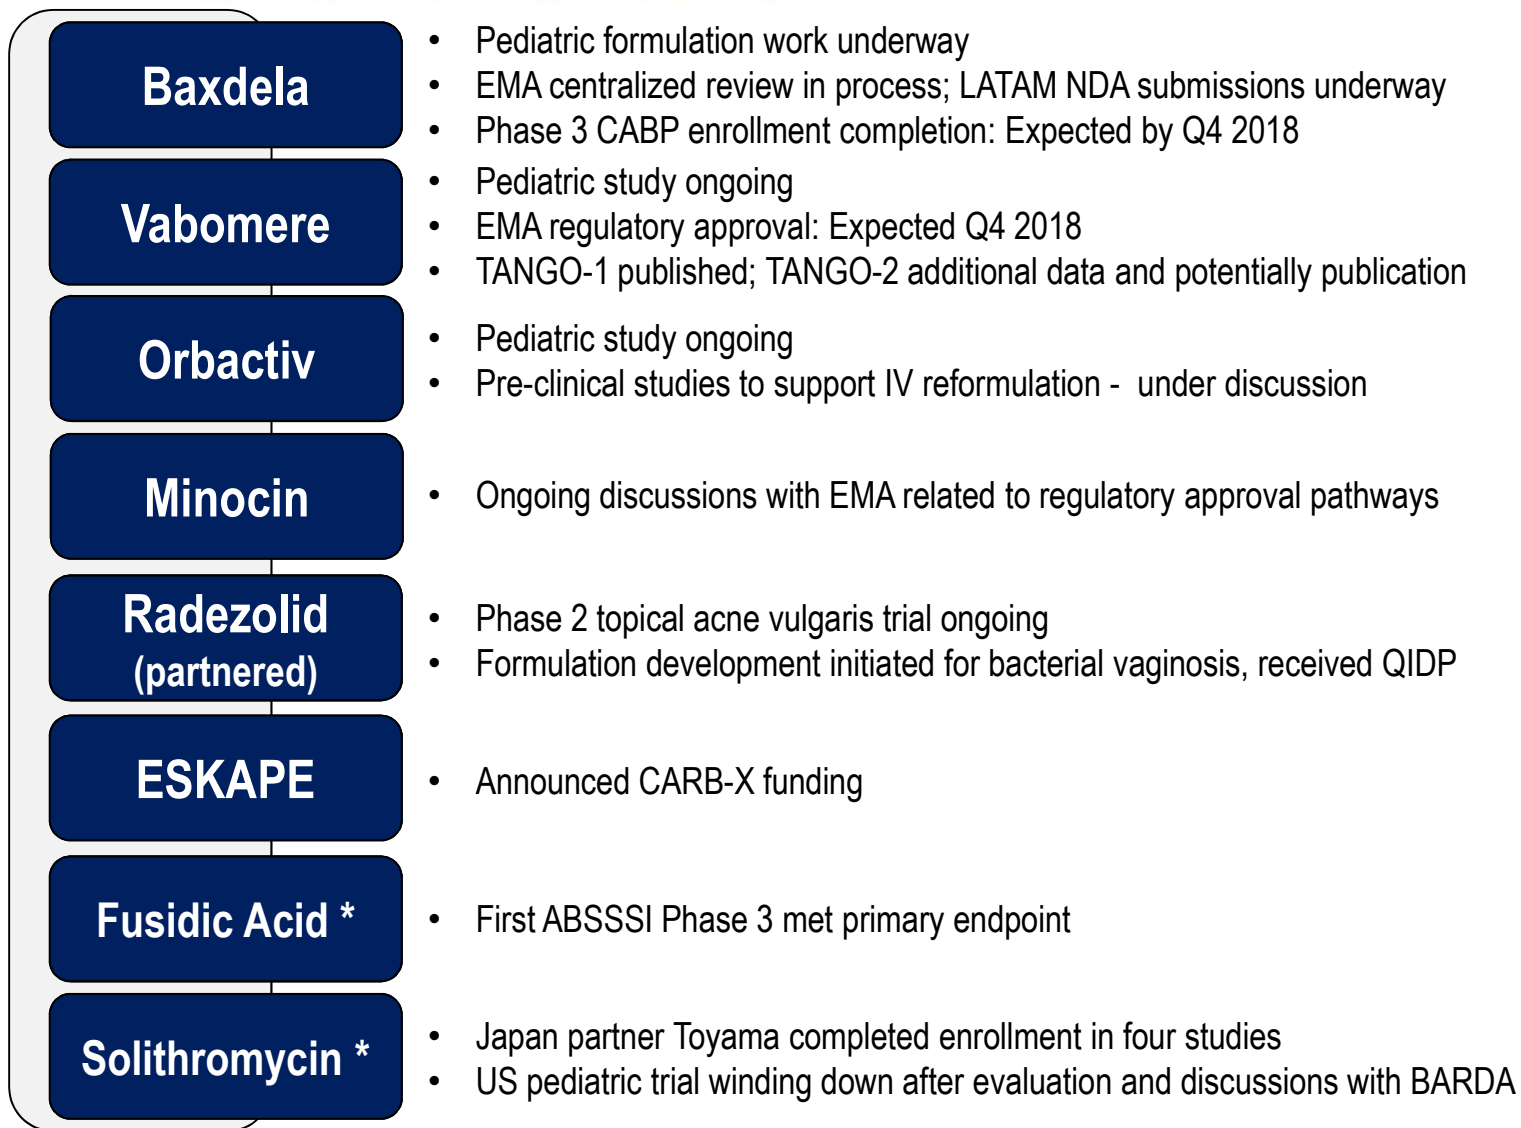 Baxdela
• Pediatric formulation work underway
• EMA centralized review in process; LATAM NDA submissions underway
• Phase 3 CABP enrollment completion: Expected by Q4 2018
Vabomere
• Pediatric study ongoing
• EMA regulatory approval: Expected Q4 2018
• TANGO-1 published; TANGO-2 additional data and potentially publication
Orbactiv
• Pediatric study ongoing
• Pre-clinical studies to support IV reformulation - under discussion
Minocin
• Ongoing discussions with EMA related to regulatory approval pathways
Radezolid
(partnered)
• Phase 2 topical acne vulgaris trial ongoing
• Formulation development initiated for bacterial vaginosis, received QIDP
ESKAPE
• Announced CARB-X funding
Fusidic Acid *
• First ABSSSI Phase 3 met primary endpoint
Solithromycin *
• Japan partner Toyama completed enrollment in four studies
• US pediatric trial winding down after evaluation and discussions with BARDA